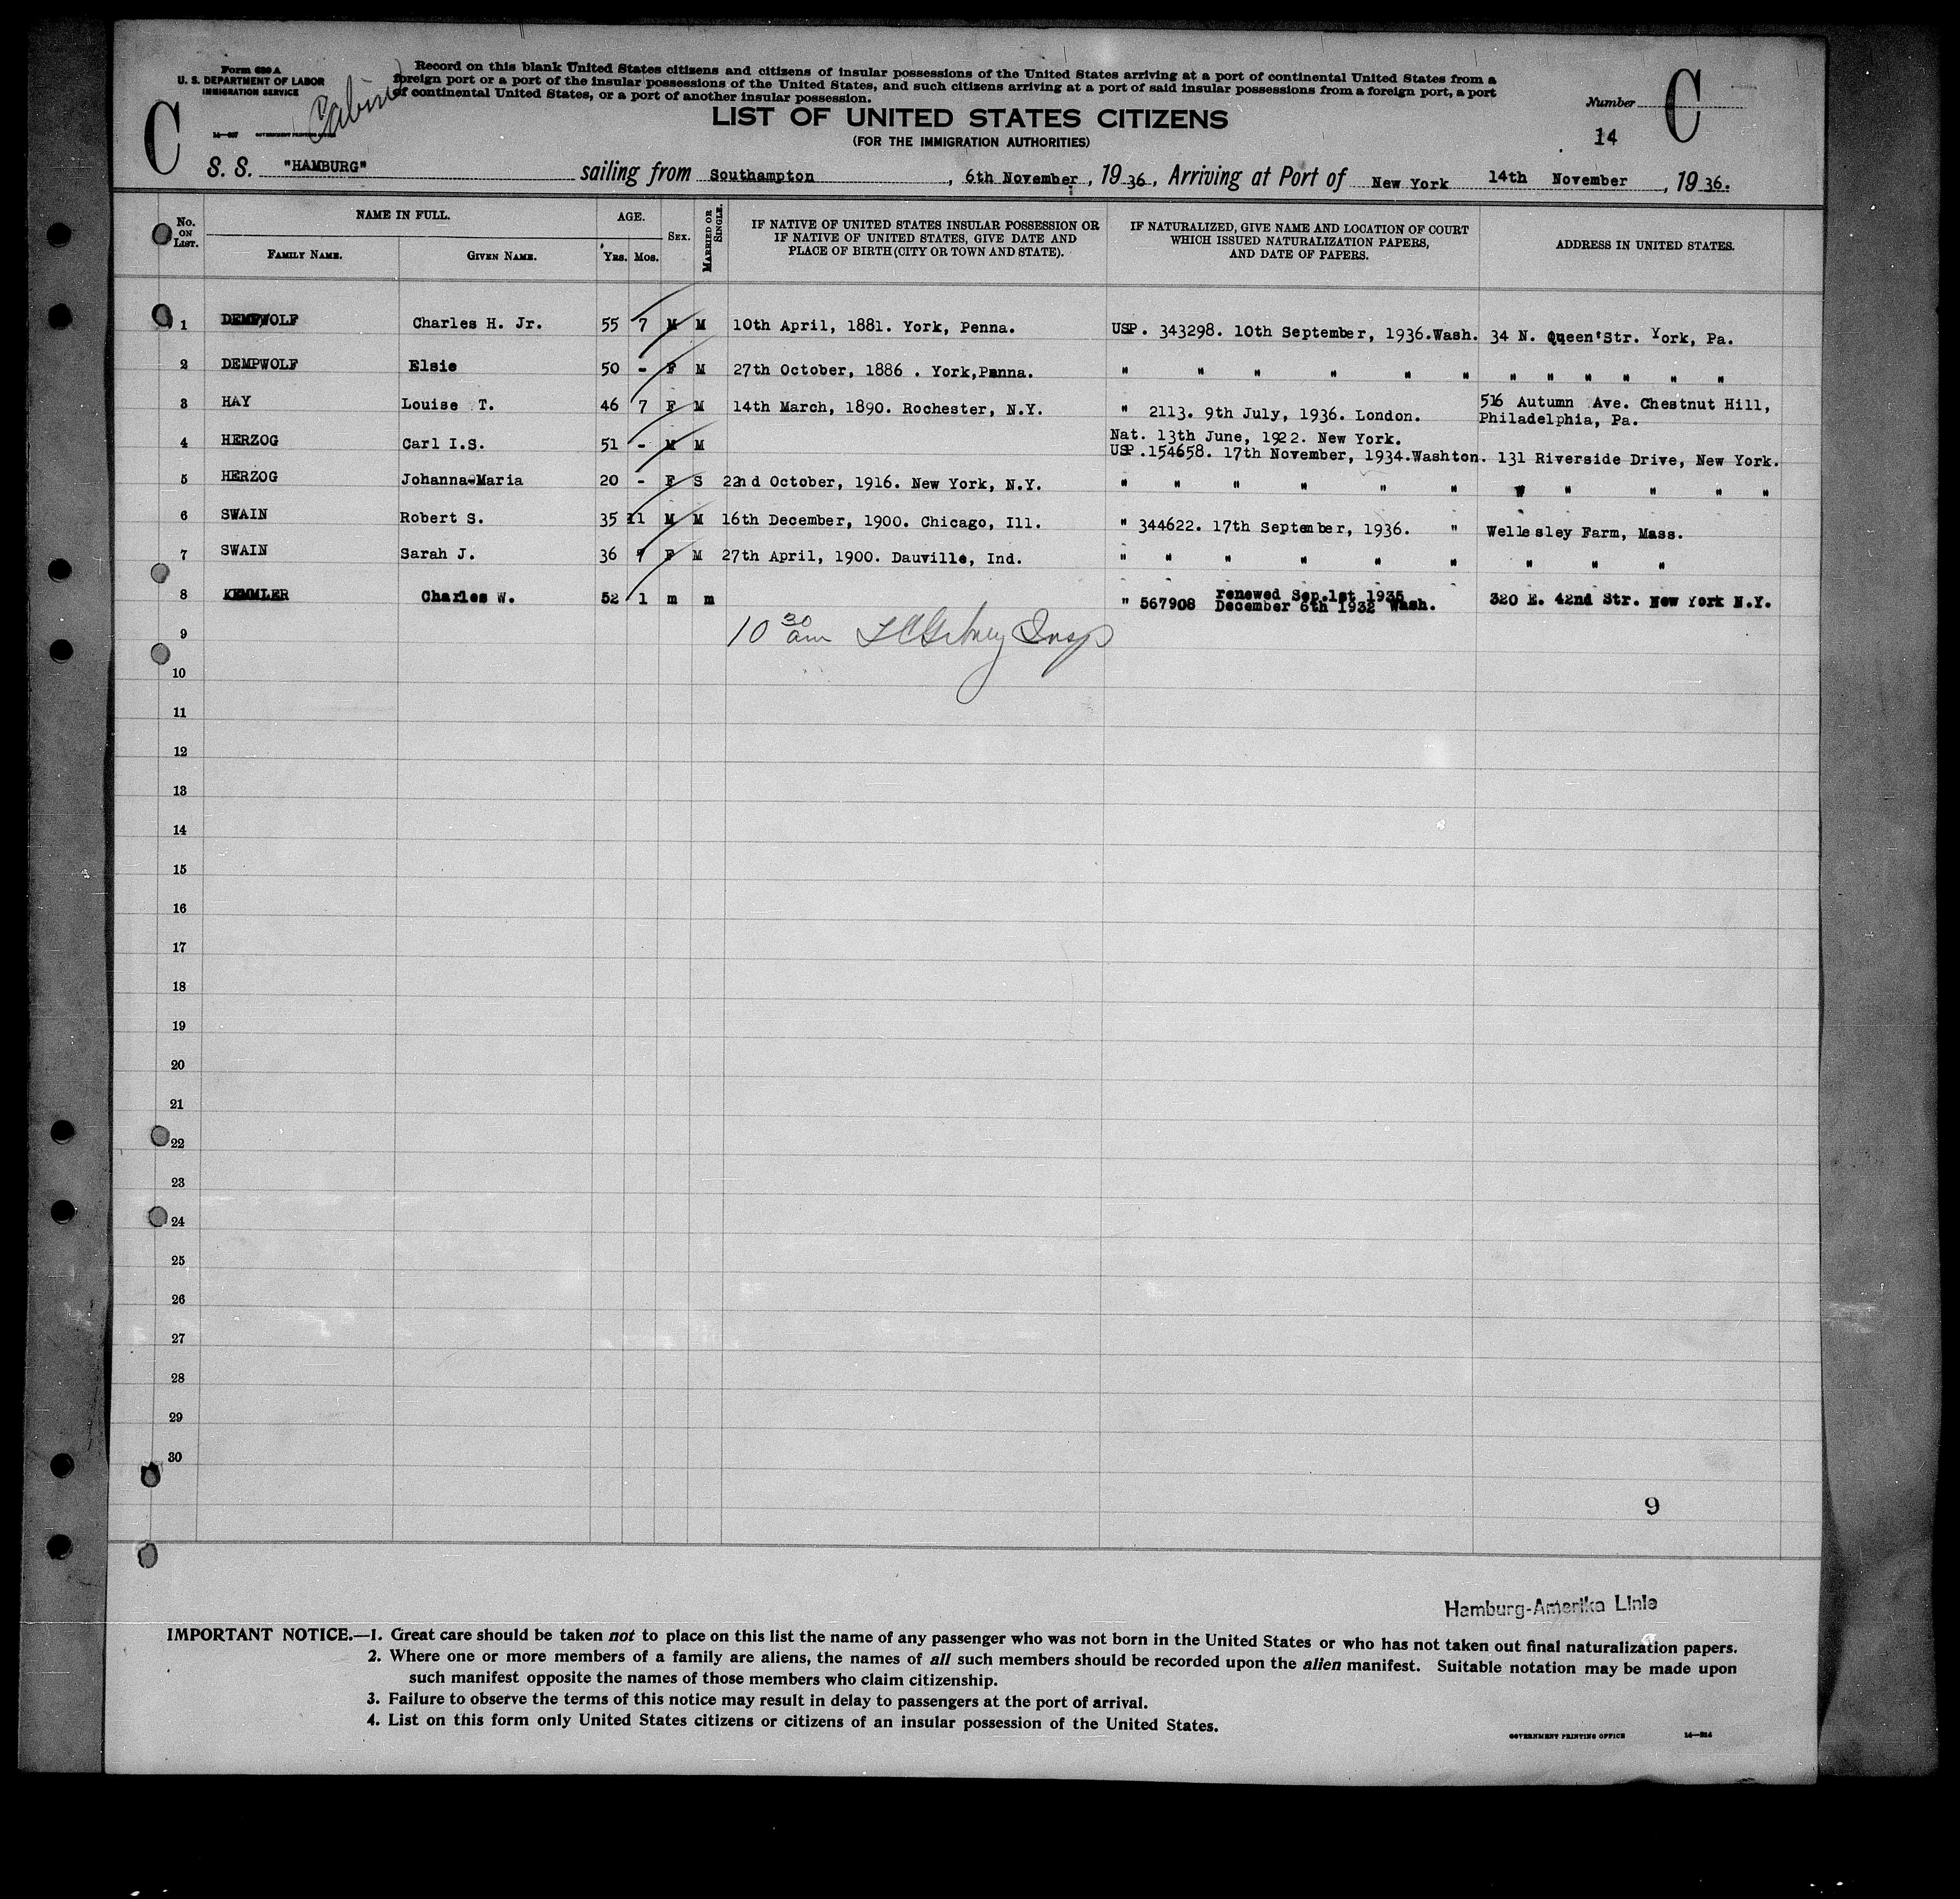 Form 630 A
U. S. DEPARTMENT OF LABOR
IMMIGRATION SERVICE
Cabin
Record on this blank United States citizens and citizens of insular possessions of the United States arriving at a port of continental United States from a
foreign port or a port of the insular possessions of the United States, and such citizens arriving at a port of said insular possessions from a foreign port, a port
of continental United States, or a port of another insular possession.
C
GOVERNMENT PRINTING OFFICE
LIST OF UNITED STATES CITIZENS
(FOR THE IMMIGRATION AUTHORITIES)
Number
C
14
S. S. "HAMBURG" sailing from Southampton, 6th November, 1936, Arriving at Port of New York 14th November, 1936.
No. ON LIST. NAME IN FULL. AGE. SEX. MARRIED OR SINGLE. IF NATIVE OF UNITED STATES INSULAR POSSESSION OR IF NATIVE OF UNITED STATES, GIVE DATE AND PLACE OF BIRTH (CITY OR TOWN AND STATE). IF NATURALIZED, GIVE NAME AND LOCATION OF COURT WHICH ISSUED NATURALIZATION PAPERS, AND DATE OF PAPERS. ADDRESS IN UNITED STATES.
FAMILY NAME. GIVEN NAME. YRS. MOS.
1 DEMPWOLF Charles H. Jr. 55 7 M M 10th April, 1881. York, Penna. USP. 343298. 10th September, 1936.Wash. 34 N. Queen'Str. York, Pa.
2 DEMPWOLF Elsie 50 - F M 27th October, 1886 . York,Penna. " " " " " " " " " " " "
3 HAY Louise T. 46 7 F M 14th March, 1890. Rochester, N.Y. " 2113. 9th July, 1936. London. 516 Autumn Ave. Chestnut Hill,
Philadelphia, Pa.
4 HERZOG Carl I.S. 51 - M M Nat. 13th June, 1922. New York.
USP.154658. 17th November, 1934.Washton. 131 Riverside Drive, New York.
5 HERZOG Johanna-Maria 20 - F S 22nd October, 1916. New York, N.Y. " " " " " " " " " " "
6 SWAIN Robert S. 35 11 M M 16th December, 1900. Chicago, Ill. " 344622. 17th September, 1936. " Wellesley Farm, Mass.
7 SWAIN Sarah J. 36 7 F M 27th April, 1900. Dauville, Ind. " " " " " " " " "
8 KEMMLER Charles W. 52 1 m m " 567908 renewed Sep.1st 1935
December 6th 1932 Wash. 320 E. 42nd Str. New York N.Y.
9 10 30 am Insp
10
11
12
13
14
15
16
17
18
19
20
21
22
23
24
25
26
27
28
29
30
9
Hamburg-Amerika Linie
IMPORTANT NOTICE.—1. Great care should be taken not to place on this list the name of any passenger who was not born in the United States or who has not taken out final naturalization papers.
2. Where one or more members of a family are aliens, the names of all such members should be recorded upon the alien manifest. Suitable notation may be made upon
such manifest opposite the names of those members who claim citizenship.
3. Failure to observe the terms of this notice may result in delay to passengers at the port of arrival.
4. List on this form only United States citizens or citizens of an insular possession of the United States.
GOVERNMENT PRINTING OFFICE